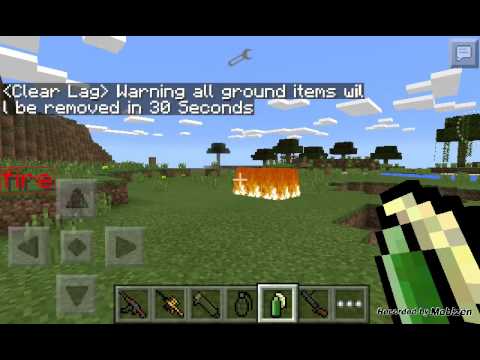 <Clear Lag> Warning all ground items wil
l be removed in 30 Seconds
fire
Recorded by Mobizen